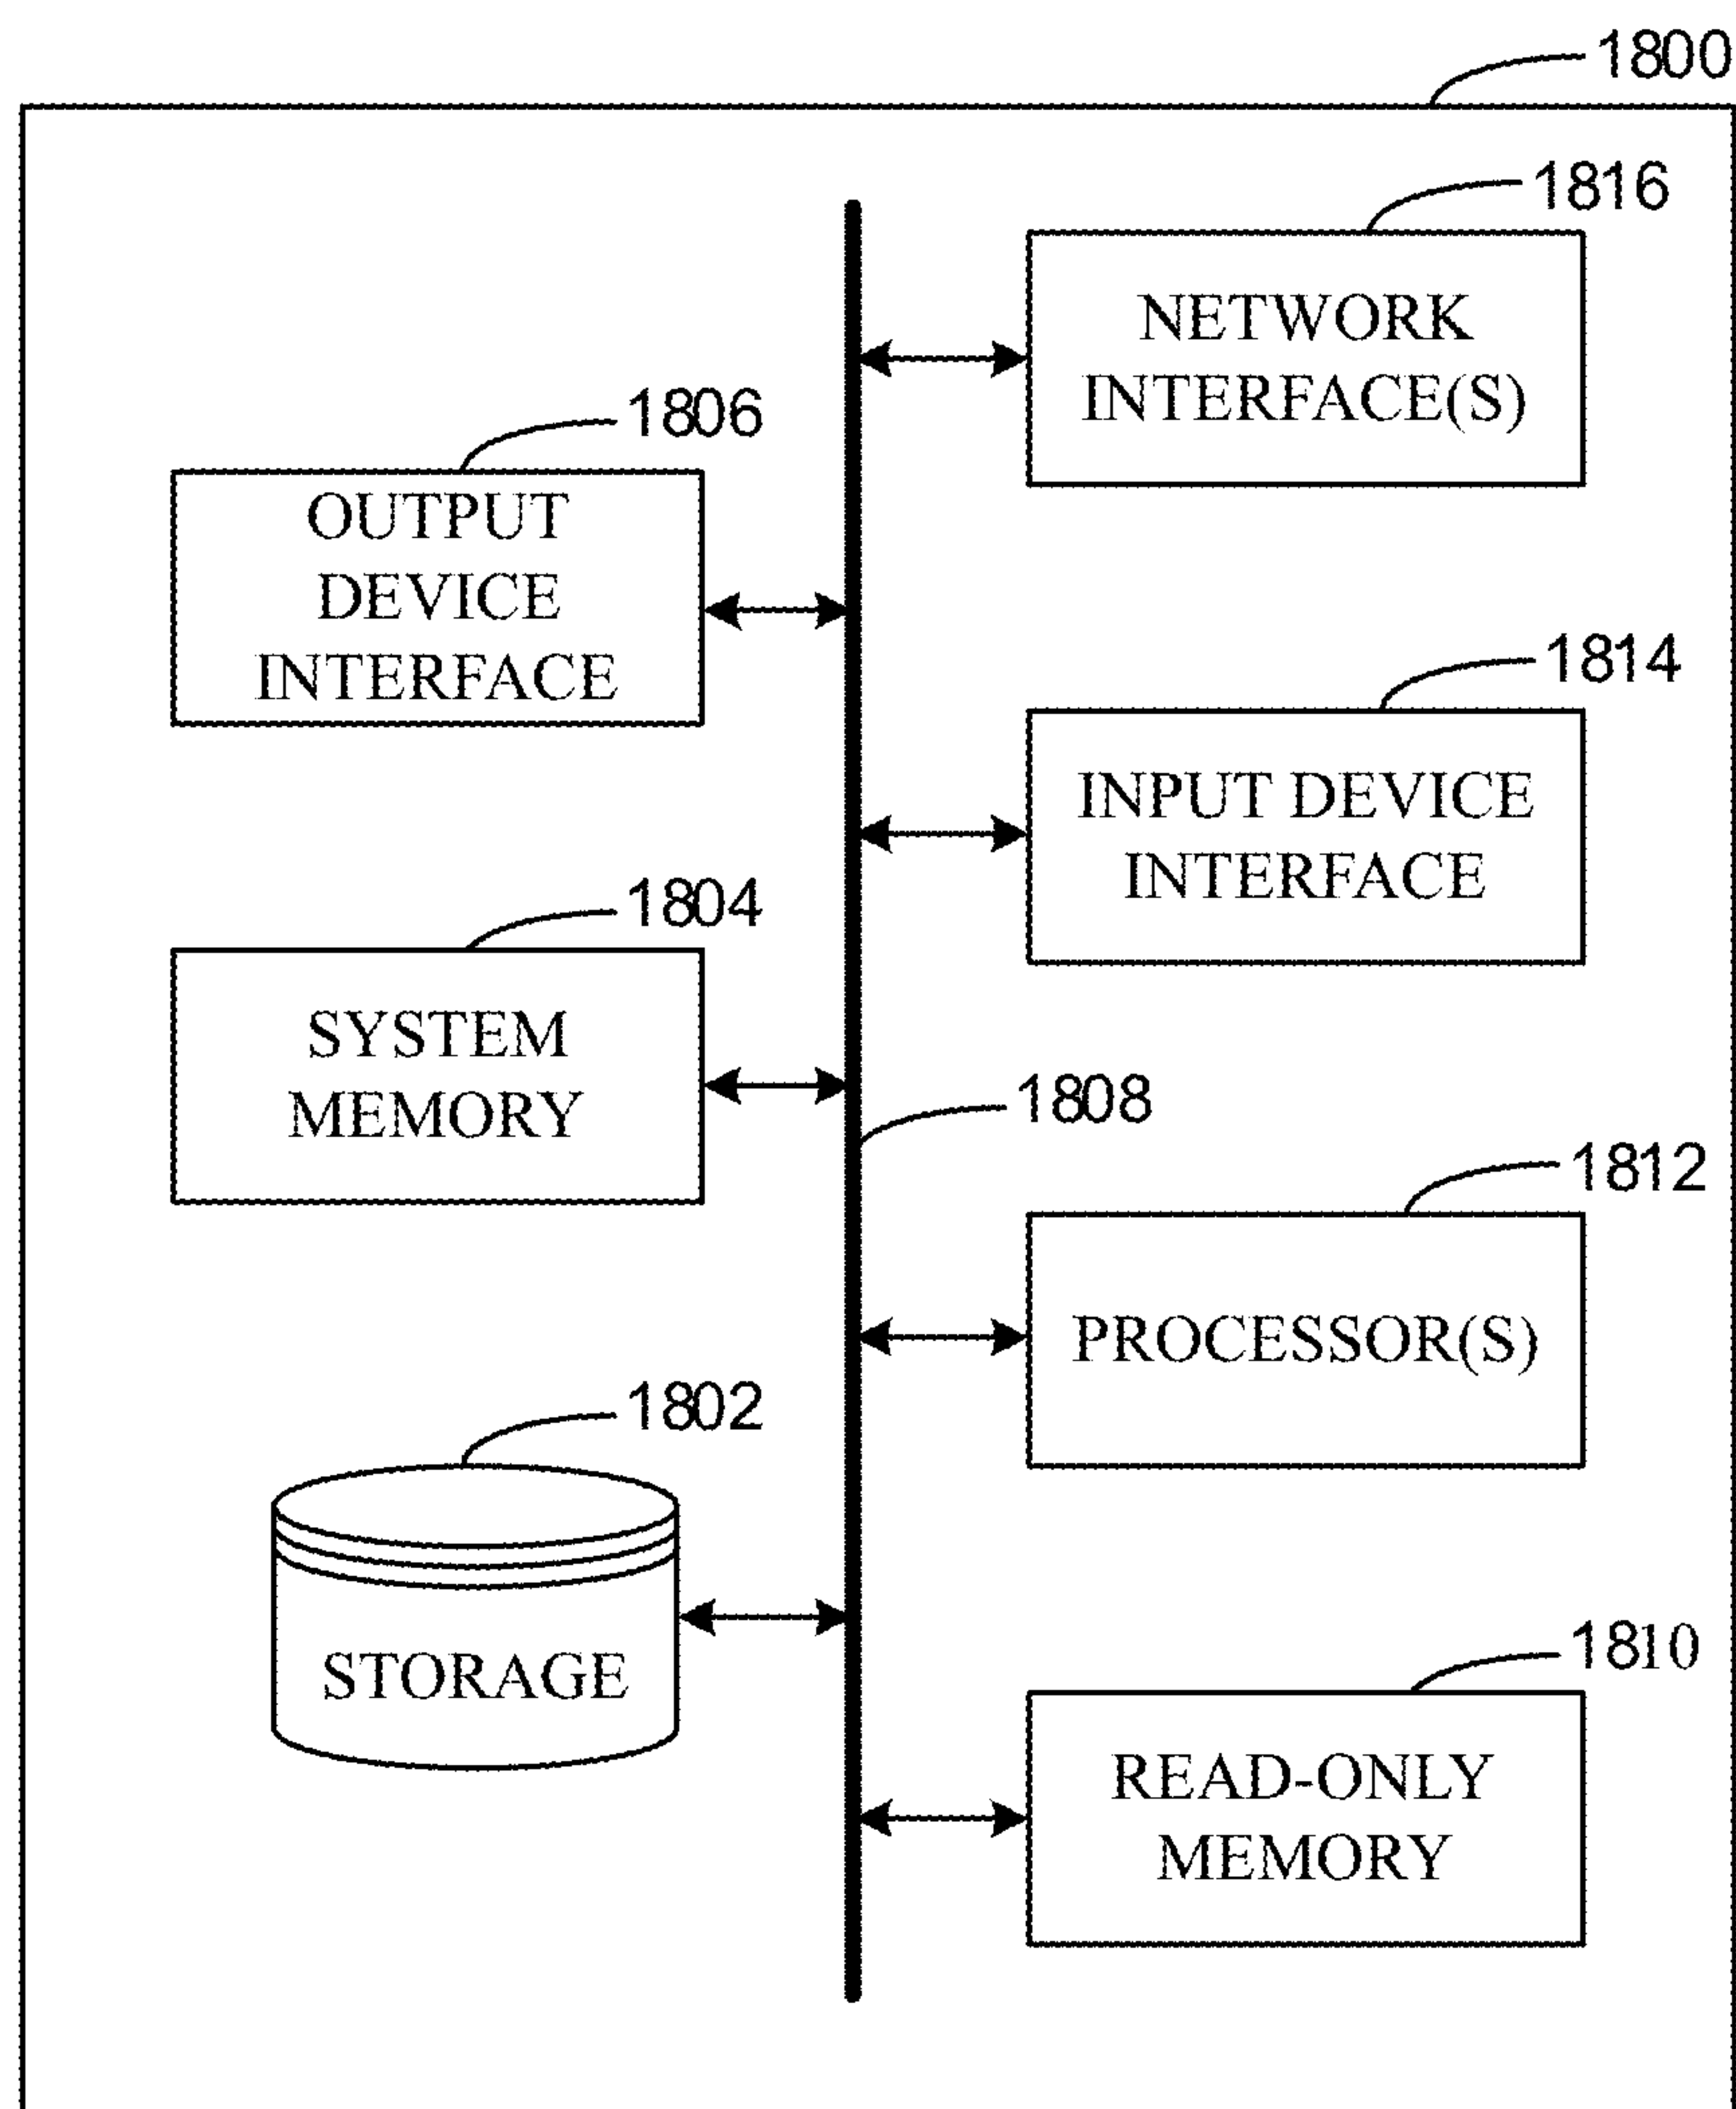 1800
1816
NETWORK
INTERFACE(S)
1806
OUTPUT
DEVICE
INTERFACE
1814
INPUT DEVICE
INTERFACE
1804
SYSTEM
MEMORY
1808
1812
PROCESSOR(S)
1802
STORAGE
1810
READ-ONLY
MEMORY